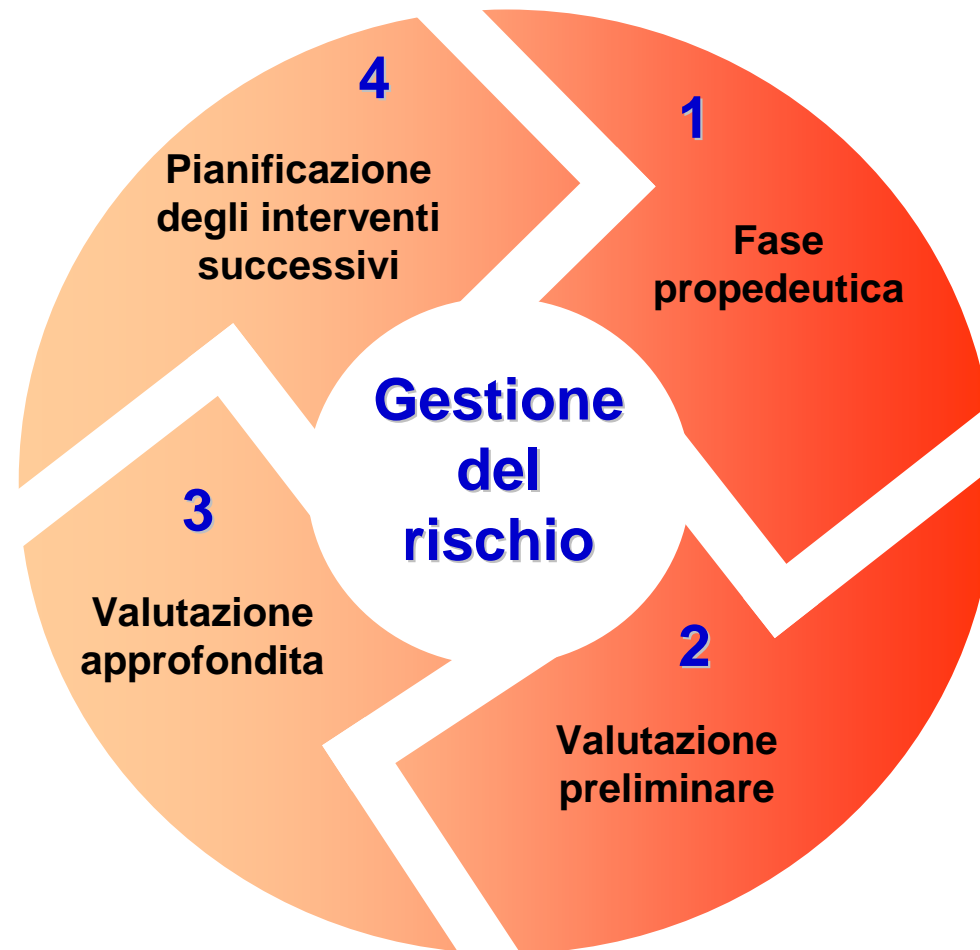 4
Pianificazione
degli interventi
successivi
1
Fase
propedeutica
Gestione
del
rischio
3
Valutazione
approfondita
2
Valutazione
preliminare